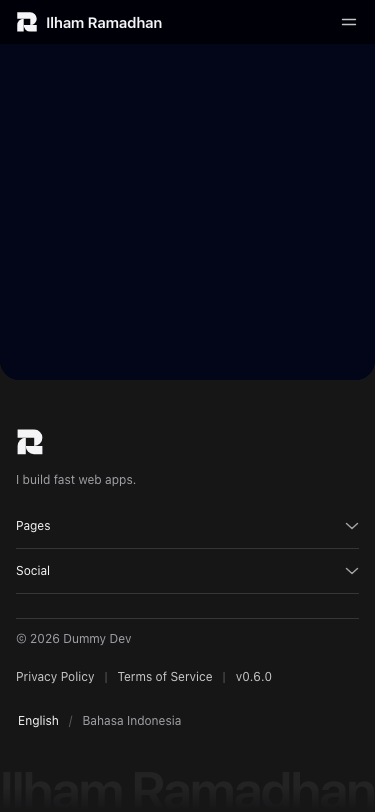 Ilham Ramadhan
I build fast web apps.
Pages
Social
© 2026 Dummy Dev
Privacy Policy | Terms of Service | v0.6.0
English / Bahasa Indonesia
Ilham Ramadhan